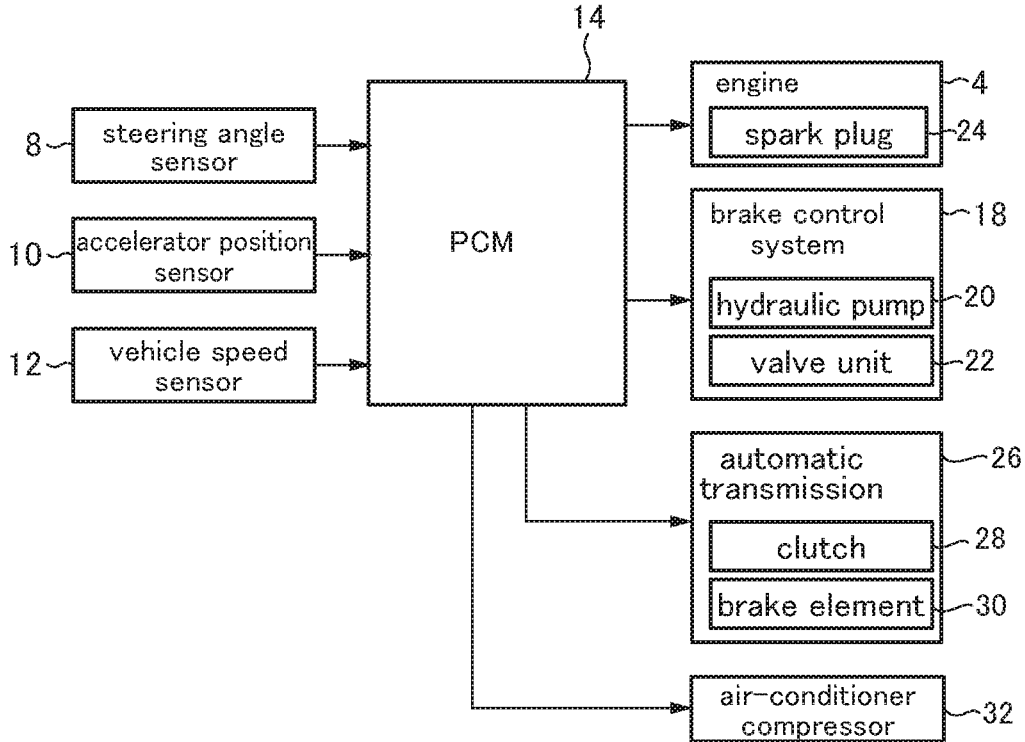 14
8
steering angle
sensor
10
accelerator position
sensor
12
vehicle speed
sensor
PCM
engine
4
spark plug
24
brake control
system
18
hydraulic pump
20
valve unit
22
automatic
transmission
26
clutch
28
brake element
30
air-conditioner
compressor
32